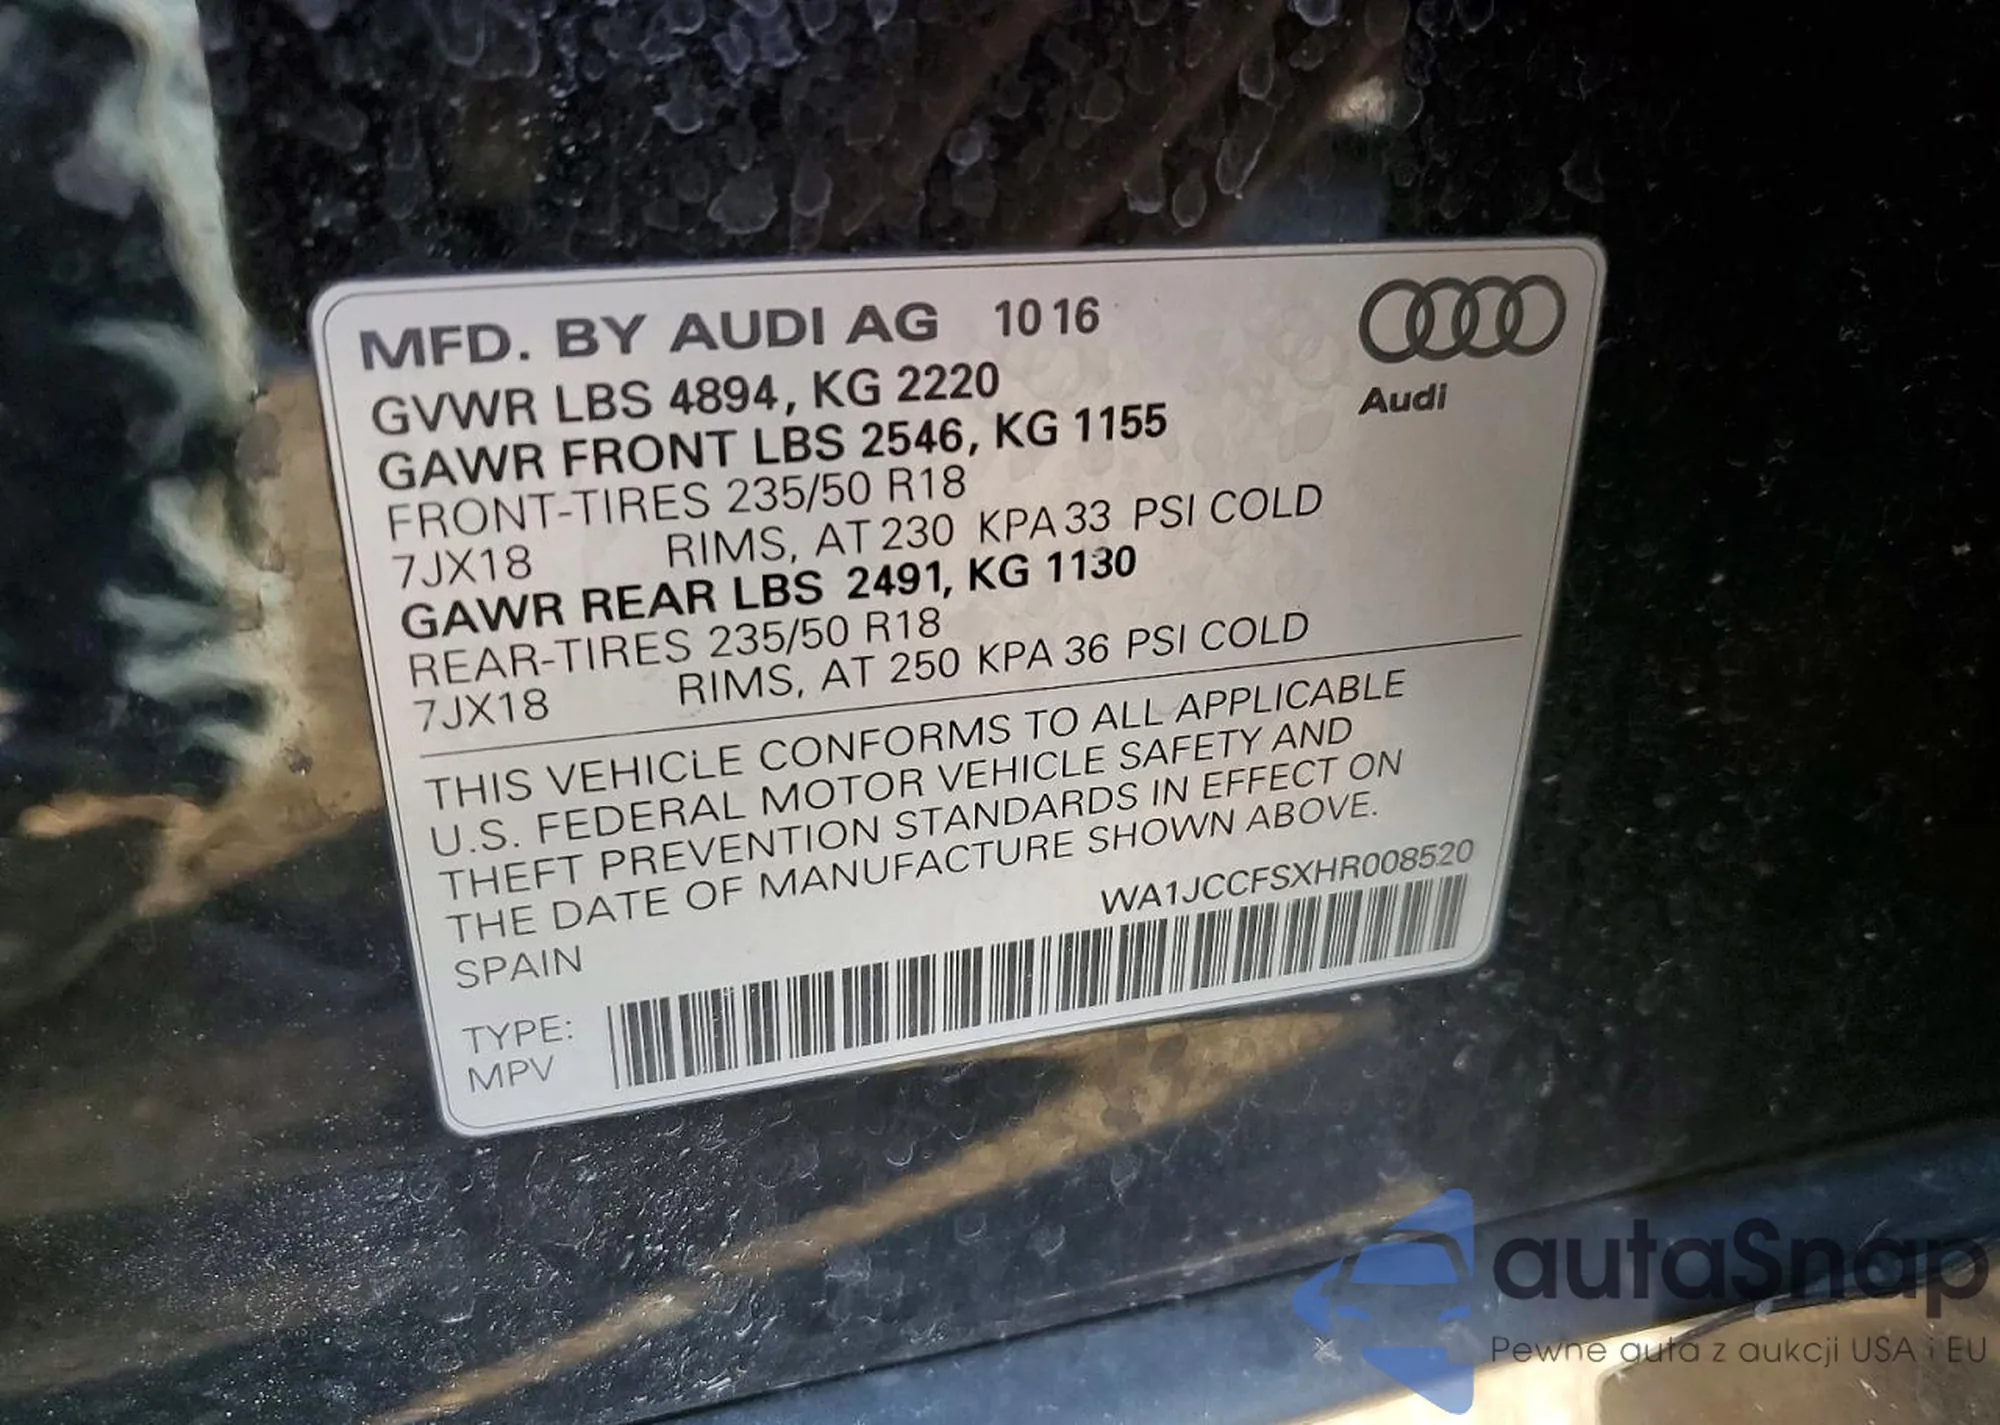 MFD. BY AUDI AG 10 16
Audi
GVWR LBS 4894, KG 2220
GAWR FRONT LBS 2546, KG 1155
FRONT-TIRES 235/50 R18
7JX18 RIMS, AT 230 KPA 33 PSI COLD
GAWR REAR LBS 2491, KG 1130
REAR-TIRES 235/50 R18
7JX18 RIMS, AT 250 KPA 36 PSI COLD
THIS VEHICLE CONFORMS TO ALL APPLICABLE
U.S. FEDERAL MOTOR VEHICLE SAFETY AND
THEFT PREVENTION STANDARDS IN EFFECT ON
THE DATE OF MANUFACTURE SHOWN ABOVE.
SPAIN WA1JCCFSXHR008520
TYPE:
MPV
autaSnap
Pewne auta z aukcji USA i EU